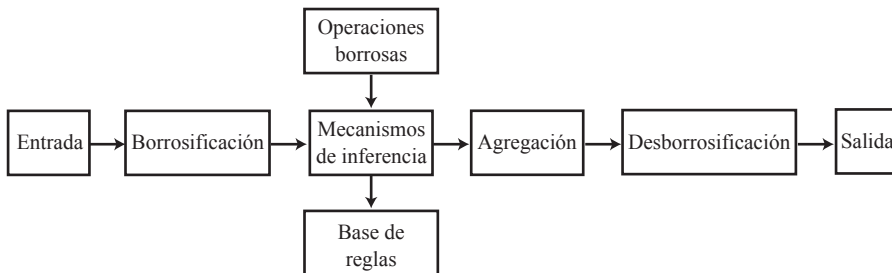 Operaciones
borrosas
Entrada
Borrosificación
Mecanismos
de inferencia
Agregación
Desborrosificación
Salida
Base de
reglas